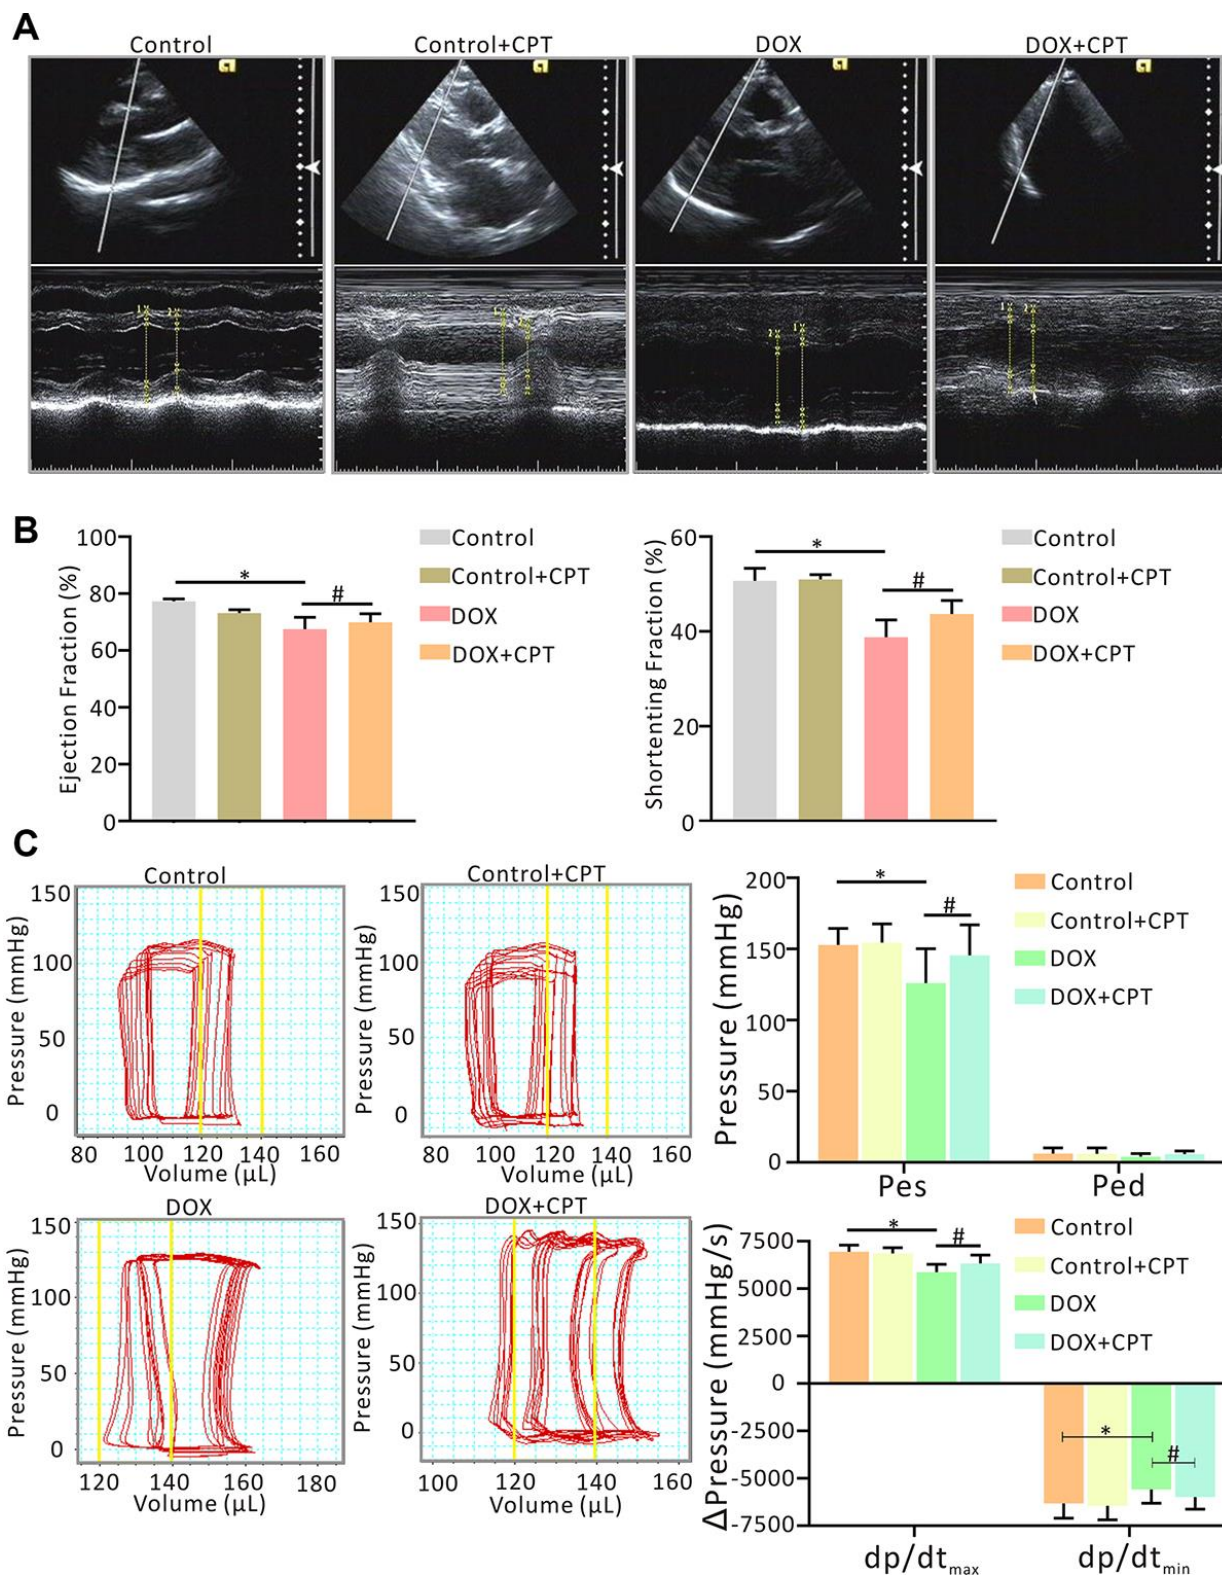 A
Control
Control+CPT
DOX
DOX+CPT
B
Ejection Fraction (%)
100
80
60
40
20
0
*
#
Control
Control+CPT
DOX
DOX+CPT
Shortenting Fraction (%)
60
40
20
0
*
#
Control
Control+CPT
DOX
DOX+CPT
C
Control
Pressure (mmHg)
150
100
50
0
80 100 120 140 160
Volume (µL)
Control+CPT
Pressure (mmHg)
150
100
50
0
80 100 120 140 160
Volume (µL)
Pressure (mmHg)
200
150
100
50
0
*
#
Pes Ped
Control
Control+CPT
DOX
DOX+CPT
DOX
Pressure (mmHg)
150
100
50
0
120 140 160 180
Volume (µL)
DOX+CPT
Pressure (mmHg)
150
100
50
0
100 120 140 160
Volume (µL)
ΔPresssure (mmHg/s)
7500
5000
2500
0
-2500
-5000
-7500
*
#
*
#
dp/dtmax dp/dtmin
Control
Control+CPT
DOX
DOX+CPT